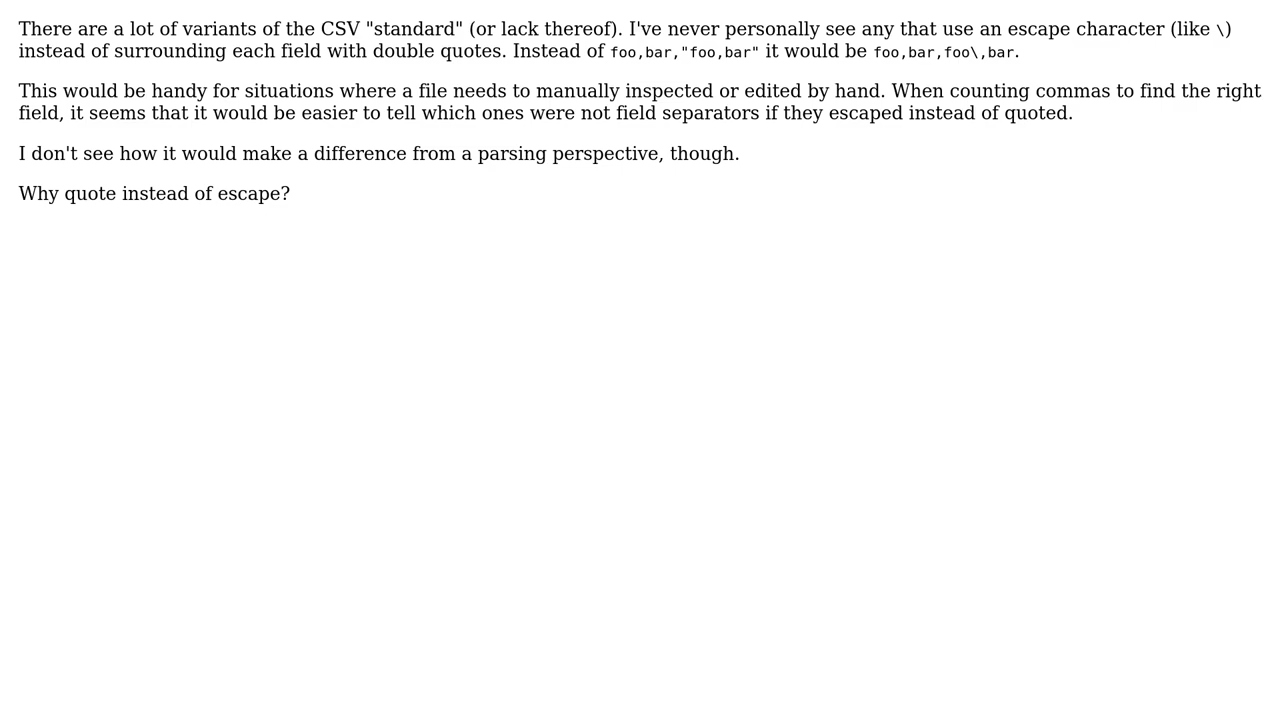 There are a lot of variants of the CSV "standard" (or lack thereof). I've never personally see any that use an escape character (like \)
instead of surrounding each field with double quotes. Instead of foo,bar,"foo,bar" it would be foo,bar,foo\,bar.
This would be handy for situations where a file needs to manually inspected or edited by hand. When counting commas to find the right
field, it seems that it would be easier to tell which ones were not field separators if they escaped instead of quoted.
I don't see how it would make a difference from a parsing perspective, though.
Why quote instead of escape?